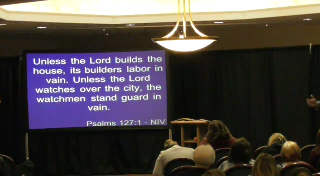 Unless the Lord builds the
house, its builders labor in
vain. Unless the Lord
watches over the city, the
watchmen stand guard in
vain.
Psalms 127:1 - NIV